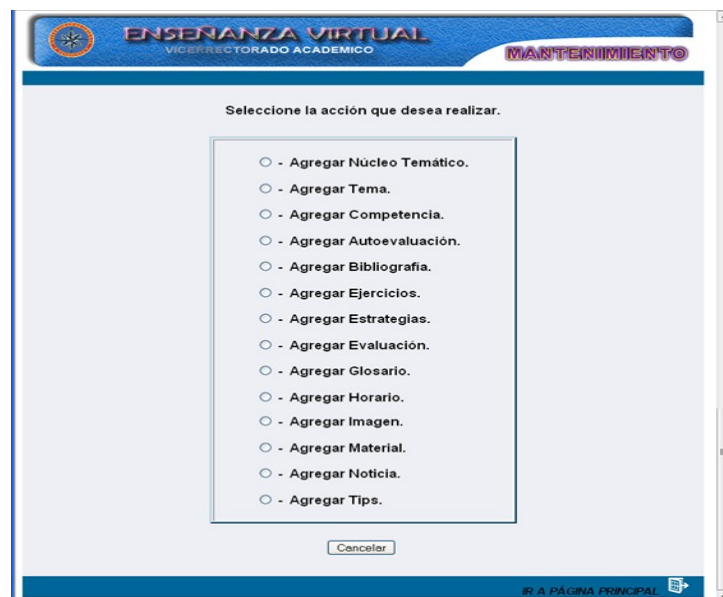 ENSEÑANZA VIRTUAL
VICERRECTORADO ACADEMICO
MANTENIMIENTO
Seleccione la acción que desea realizar.
- Agregar Núcleo Temático.
- Agregar Tema.
- Agregar Competencia.
- Agregar Autoevaluación.
- Agregar Bibliografía.
- Agregar Ejercicios.
- Agregar Estrategias.
- Agregar Evaluación.
- Agregar Glosario.
- Agregar Horario.
- Agregar Imagen.
- Agregar Material.
- Agregar Noticia.
- Agregar Tips.
Cancelar
IR A PÁGINA PRINCIPAL